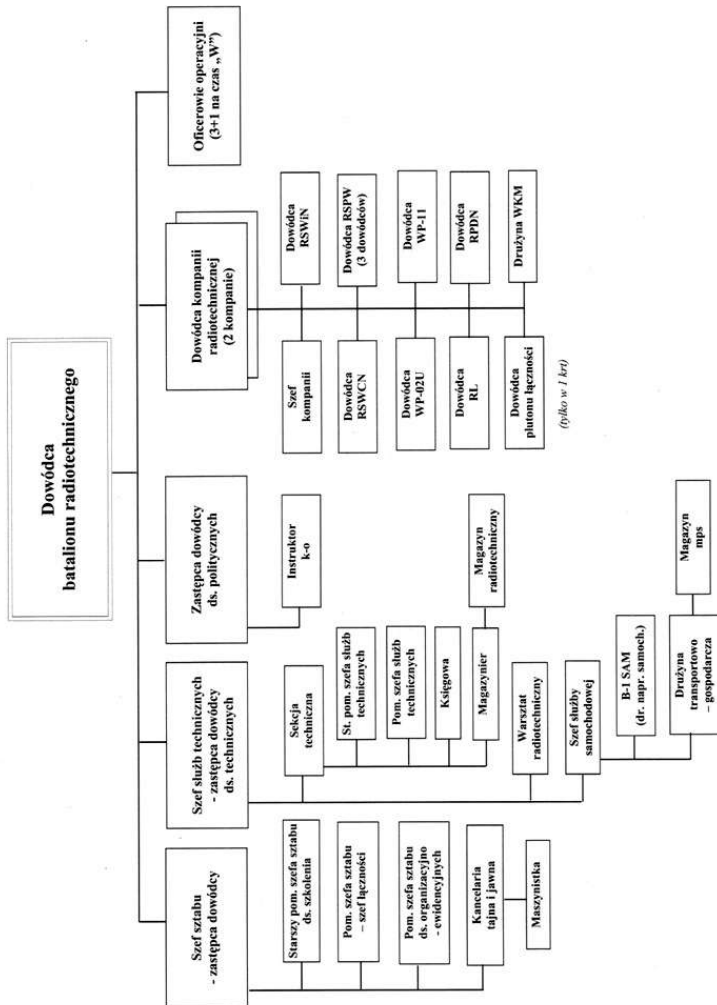 Dowódca
batalionu radiotechnicznego
Szef sztabu
- zastępca dowódcy
Starszy pom. szefa sztabu
ds. szkolenia
Pom. szefa sztabu
– szef łączności
Pom. szefa sztabu
ds. organizacyjno
- ewidencyjnych
Kancelaria
tajna i jawna
Maszynistka
Szef służb technicznych
- zastępca dowódcy
ds. technicznych
Sekcja
techniczna
St. pom. szefa służb
technicznych
Pom. szefa służb
technicznych
Księgowa
Magazynier
Magazyn
radiotechniczny
Warsztat
radiotechniczny
Szef służby
samochodowej
B-1 SAM
(dr. napr. samoch.)
Drużyna
transportowo
– gospodarcza
Magazyn
mps
Zastępca dowódcy
ds. politycznych
Instruktor
k-o
Dowódca kompanii
radiotechnicznej
(2 kompanie)
Szef
kompanii
Dowódca
RSWiN
Dowódca
RSWCN
Dowódca RSPW
(3 dowódców)
Dowódca
WP-02U
Dowódca
WP-11
Dowódca
RL
Dowódca
RPDN
Dowódca
plutonu łączności
Drużyna WKM
(tylko w 1 krt)
Oficerowie operacyjni
(3+1 na czas „W”)